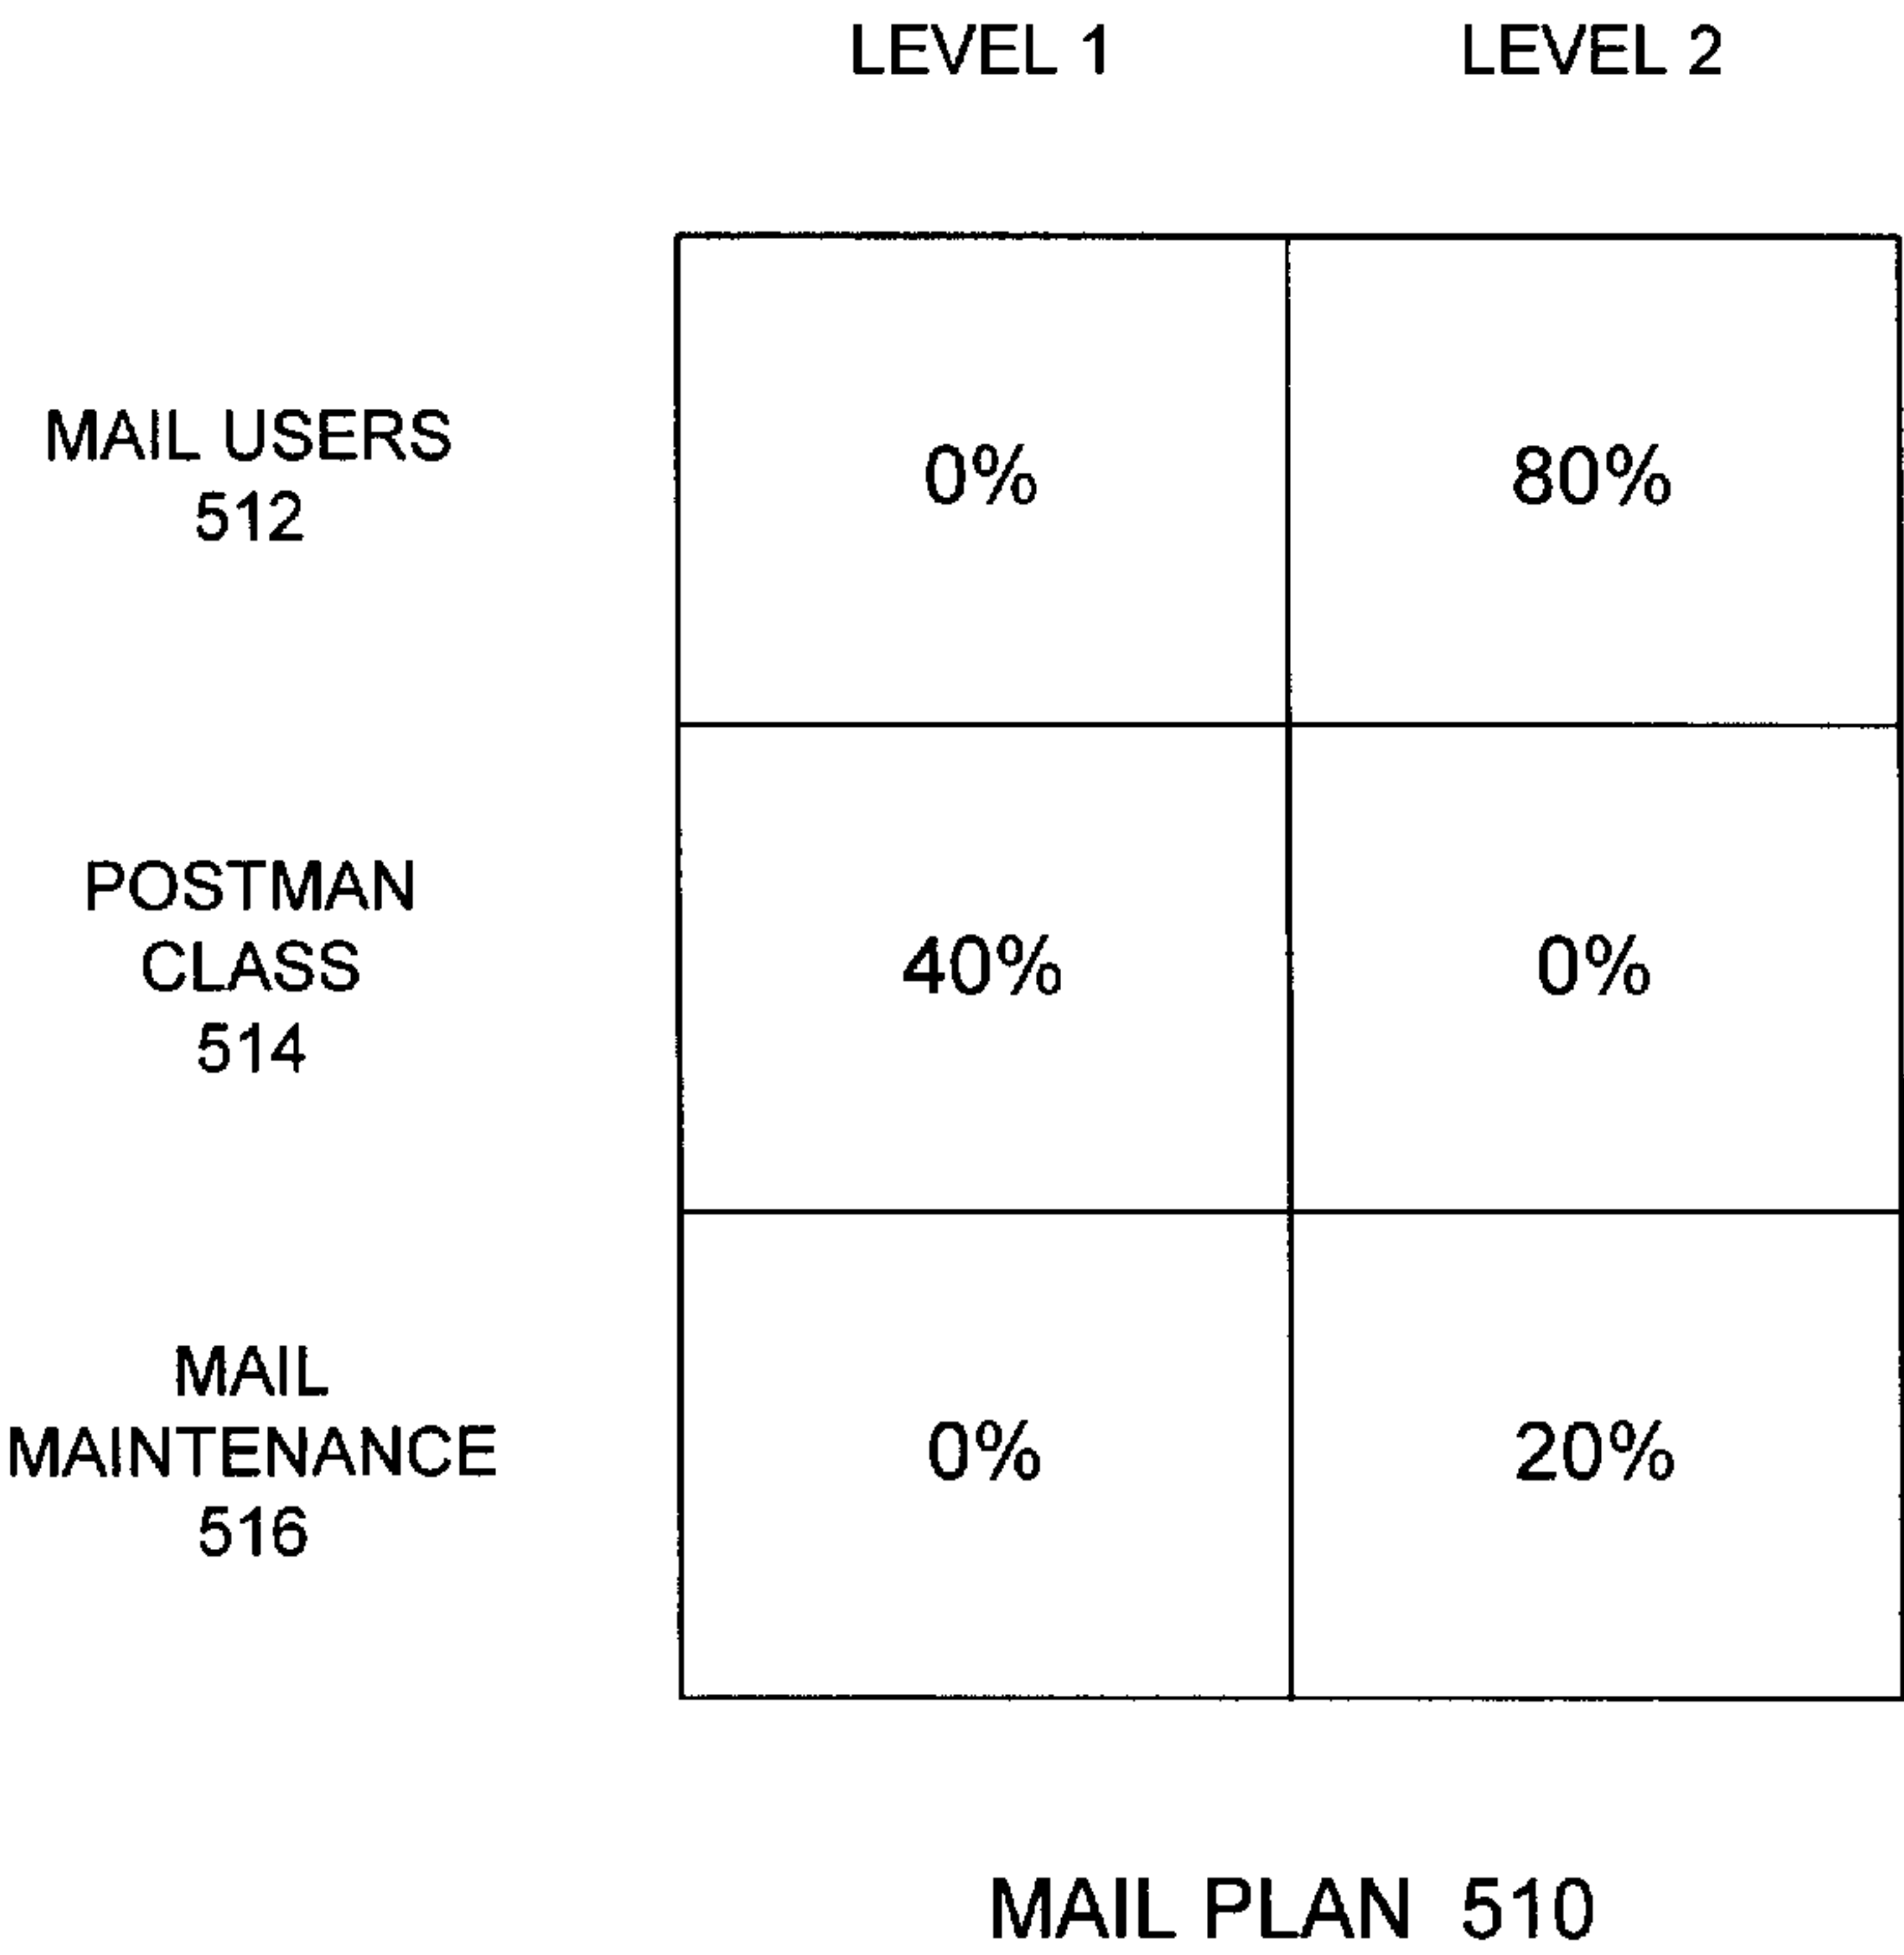 LEVEL 1 LEVEL 2
MAIL USERS
512
0% 80%
POSTMAN
CLASS
514
40% 0%
MAIL
MAINTENANCE
516
0% 20%
MAIL PLAN 510